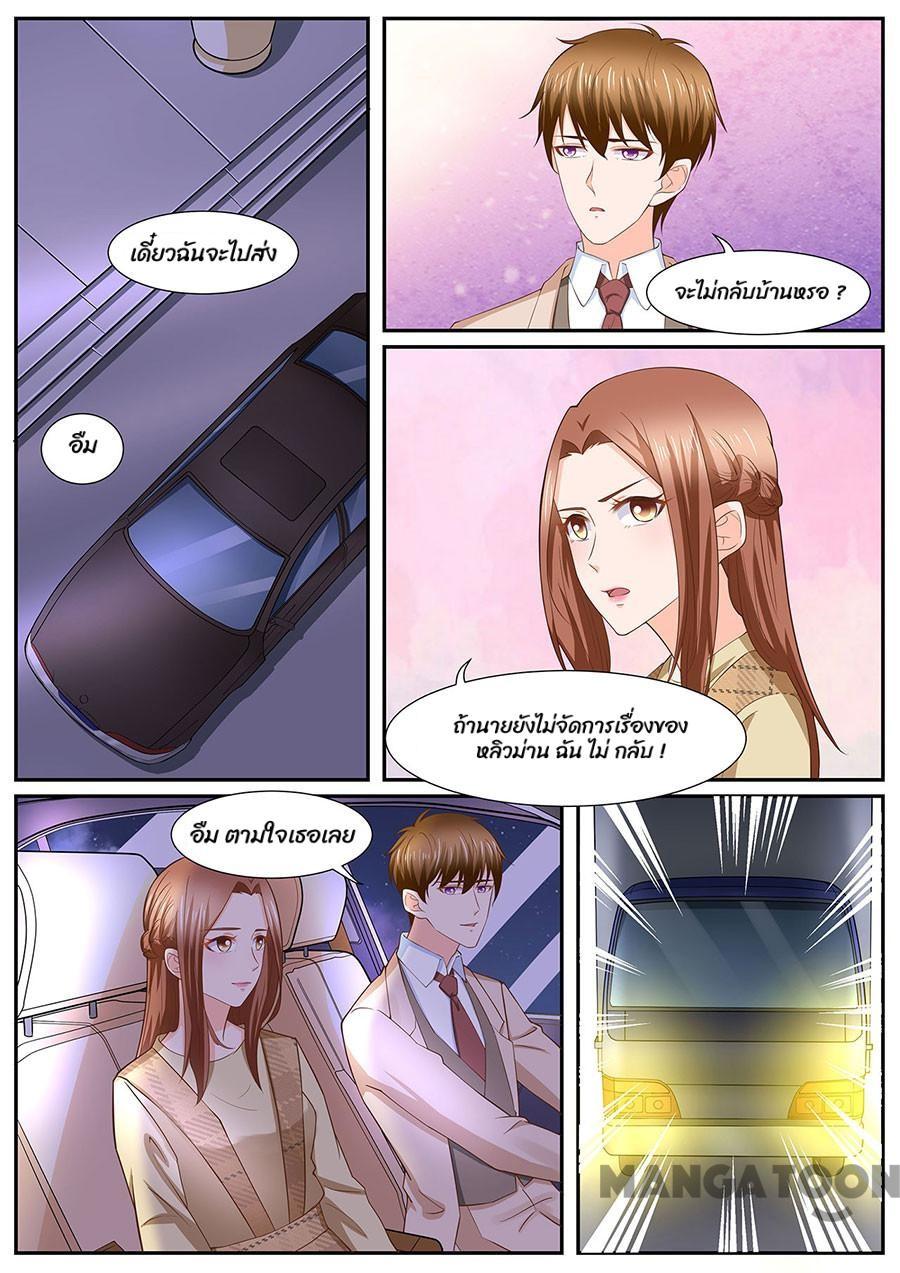 เดี๋ยวฉันจะไปส่ง
อืม
จะไม่กลับบ้านหรอ ?
ถ้านายยังไม่จัดการเรื่องของ
หลิวม่าน ฉัน ไม่ กลับ !
อืม ตามใจเธอเลย
MANGATOON